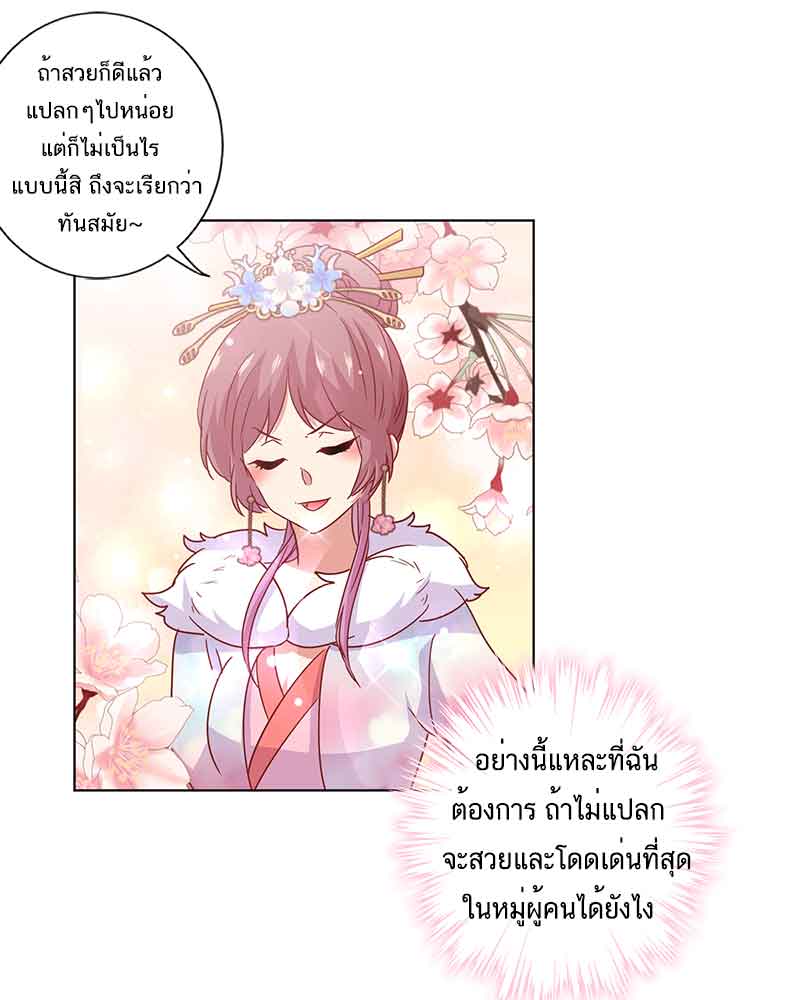 ถ้าสวยก็ดีแล้ว
แปลกๆไปหน่อย
แต่ก็ไม่เป็นไร
แบบนี้สิ ถึงจะเรียกว่า
ทันสมัย~
อย่างนี้แหละที่ฉัน
ต้องการ ถ้าไม่แปลก
จะสวยและโดดเด่นที่สุด
ในหมู่ผู้คนได้ยังไง